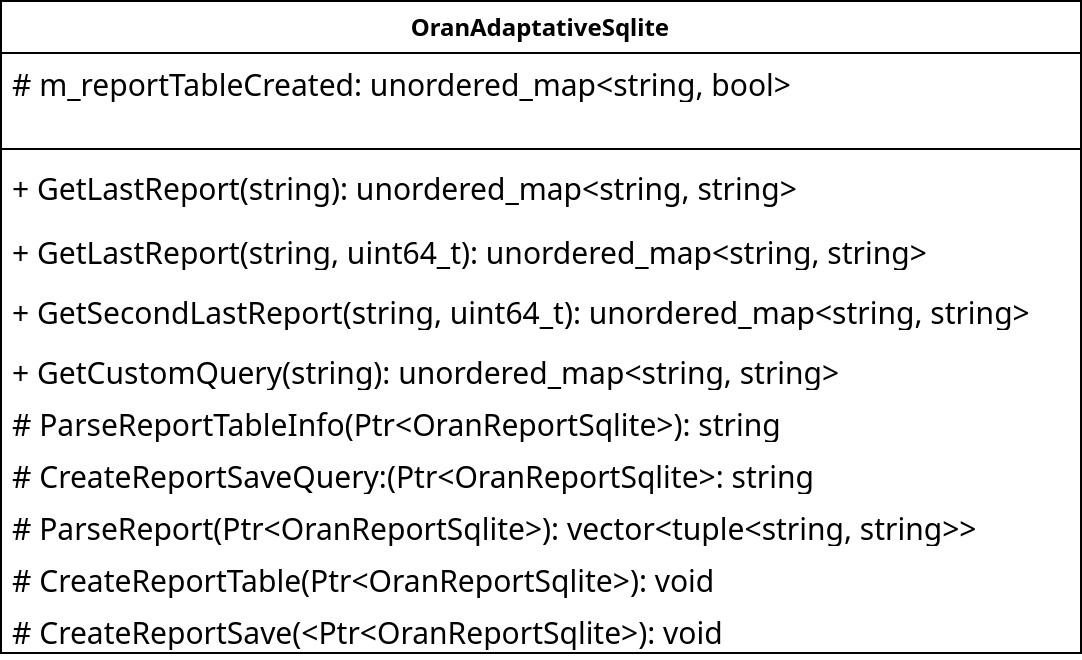 OranAdaptativeSqlite
# m_reportTableCreated: unordered_map<string, bool>
+ GetLastReport(string): unordered_map<string, string>
+ GetLastReport(string, uint64_t): unordered_map<string, string>
+ GetSecondLastReport(string, uint64_t): unordered_map<string, string>
+ GetCustomQuery(string): unordered_map<string, string>
# ParseReportTableInfo(Ptr<OranReportSqlite>): string
# CreateReportSaveQuery:(Ptr<OranReportSqlite>: string
# ParseReport(Ptr<OranReportSqlite>): vector<tuple<string, string>>
# CreateReportTable(Ptr<OranReportSqlite>): void
# CreateReportSave(<Ptr<OranReportSqlite>): void